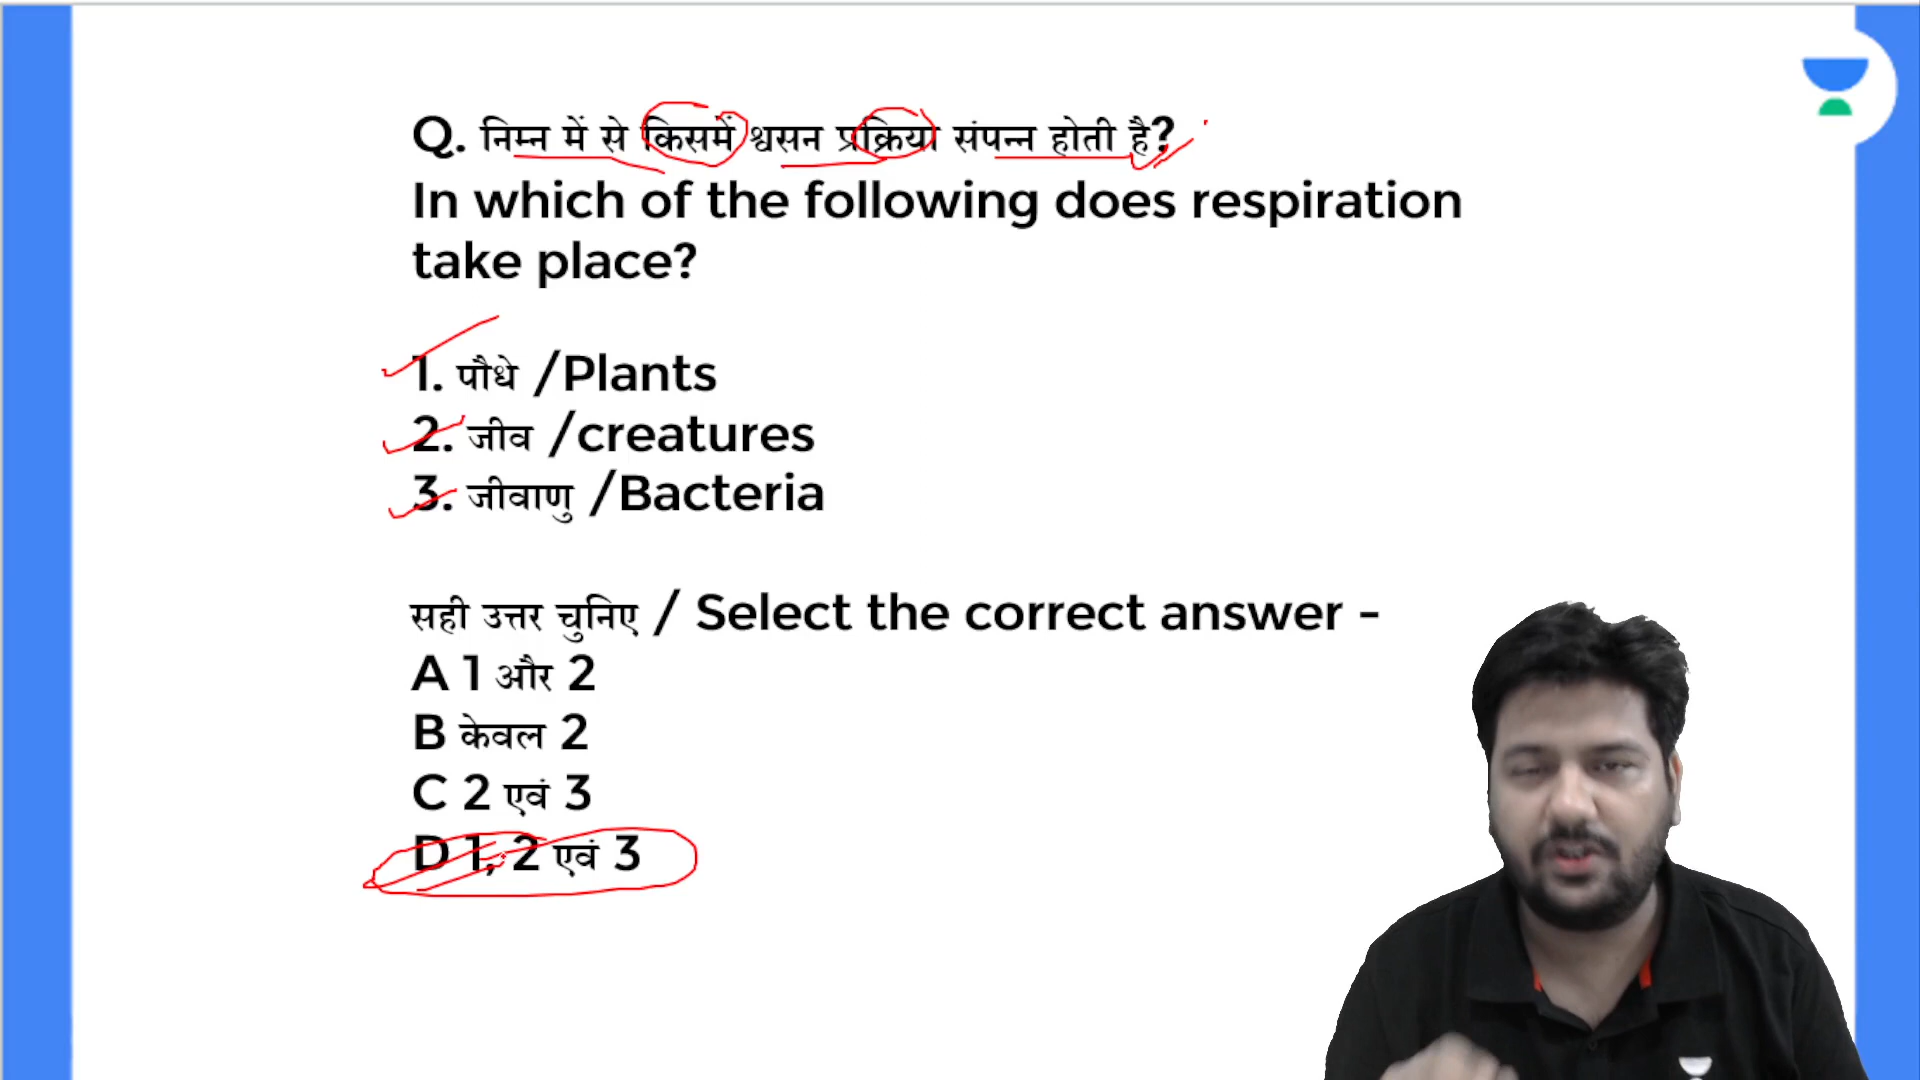 Q. निम्न में से किसमें श्वसन प्रक्रिया संपन्न होती है?
In which of the following does respiration
take place?
1. पौधे /Plants
2. जीव /creatures
3. जीवाणु /Bacteria
सही उत्तर चुनिए / Select the correct answer -
A 1 और 2
B केवल 2
C 2 एवं 3
D 1, 2 एवं 3